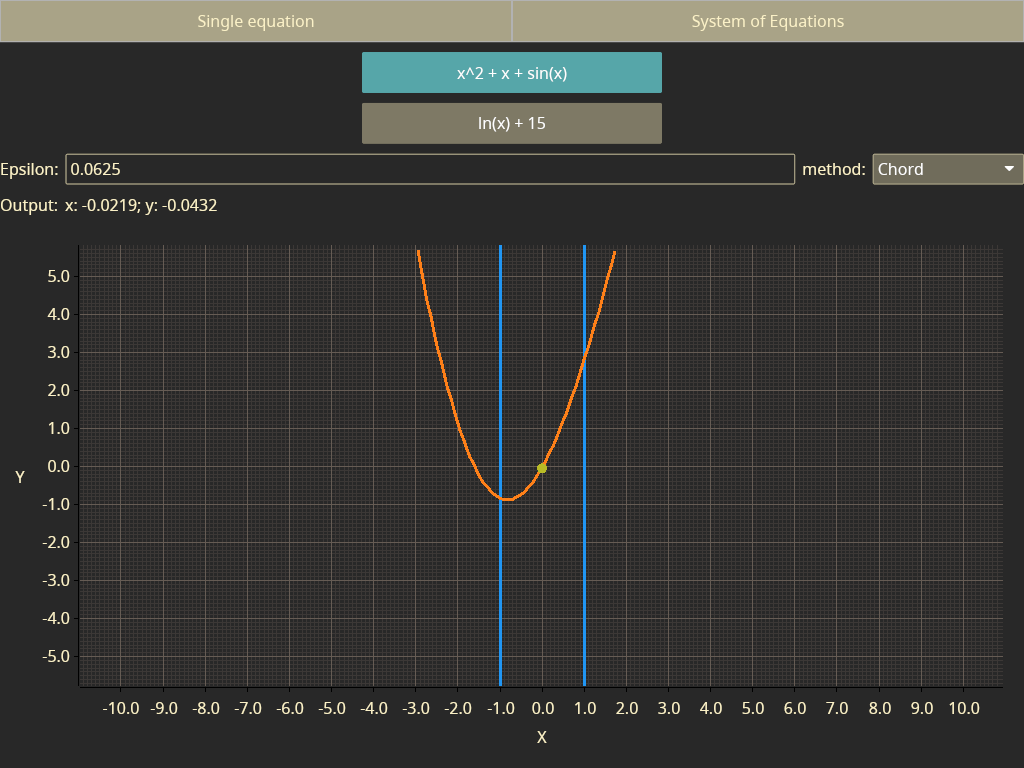 Single equation System of Equations
x^2 + x + sin(x)
ln(x) + 15
Epsilon: 0.0625 method: Chord
Output: x: -0.0219; y: -0.0432
5.0
4.0
3.0
2.0
1.0
0.0
Y
-1.0
-2.0
-3.0
-4.0
-5.0
-10.0 -9.0 -8.0 -7.0 -6.0 -5.0 -4.0 -3.0 -2.0 -1.0 0.0 1.0 2.0 3.0 4.0 5.0 6.0 7.0 8.0 9.0 10.0
X